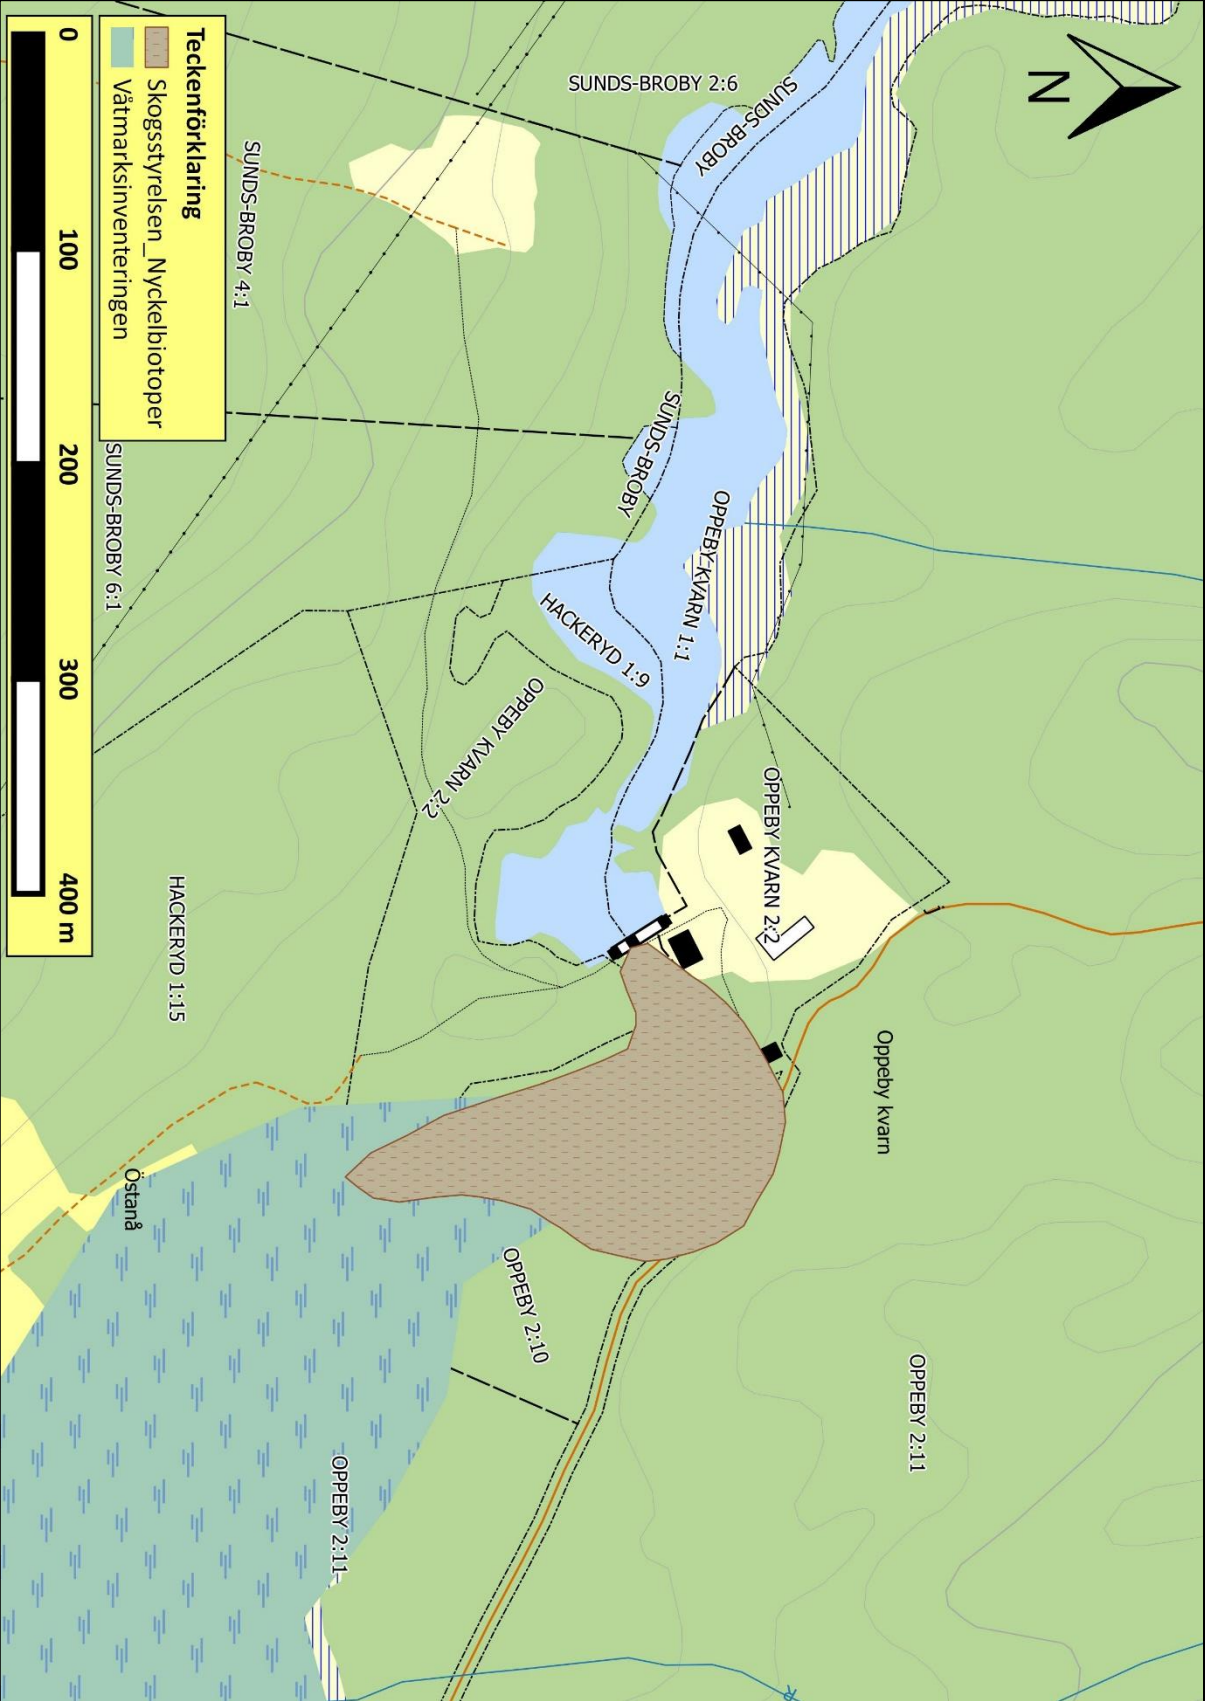 N
OPPEBY 2:11
Oppeby kvarn
OPPEBY KVARN 2:2
SUNDS-BROBY
OPPEBY KVARN 1:1
SUNDS-BROBY 2:6
SUNDS-BROBY
HACKERYD 1:9
OPPEBY 2:10
OPPEBY KVARN 2:2
OPPEBY 2:11
SUNDS-BROBY 4:1
Teckenförklaring
Skogsstyrelsen_Nyckelbiotoper
Våtmarksinventeringen
HACKERYD 1:15
Östanå
SUNDS-BROBY 6:1
0 100 200 300 400 m